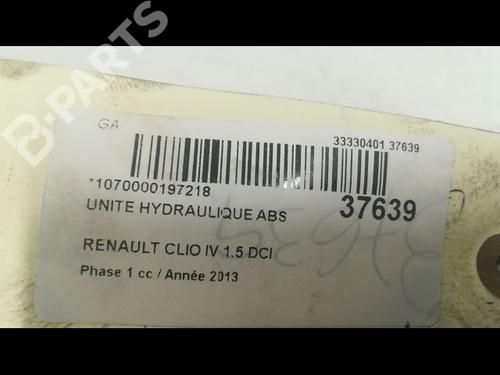 B-PARTS
GA
33330401 37639
*1070000197218
UNITE HYDRAULIQUE ABS
37639
RENAULT CLIO IV 1.5 DCI
Phase 1 cc / Année 2013